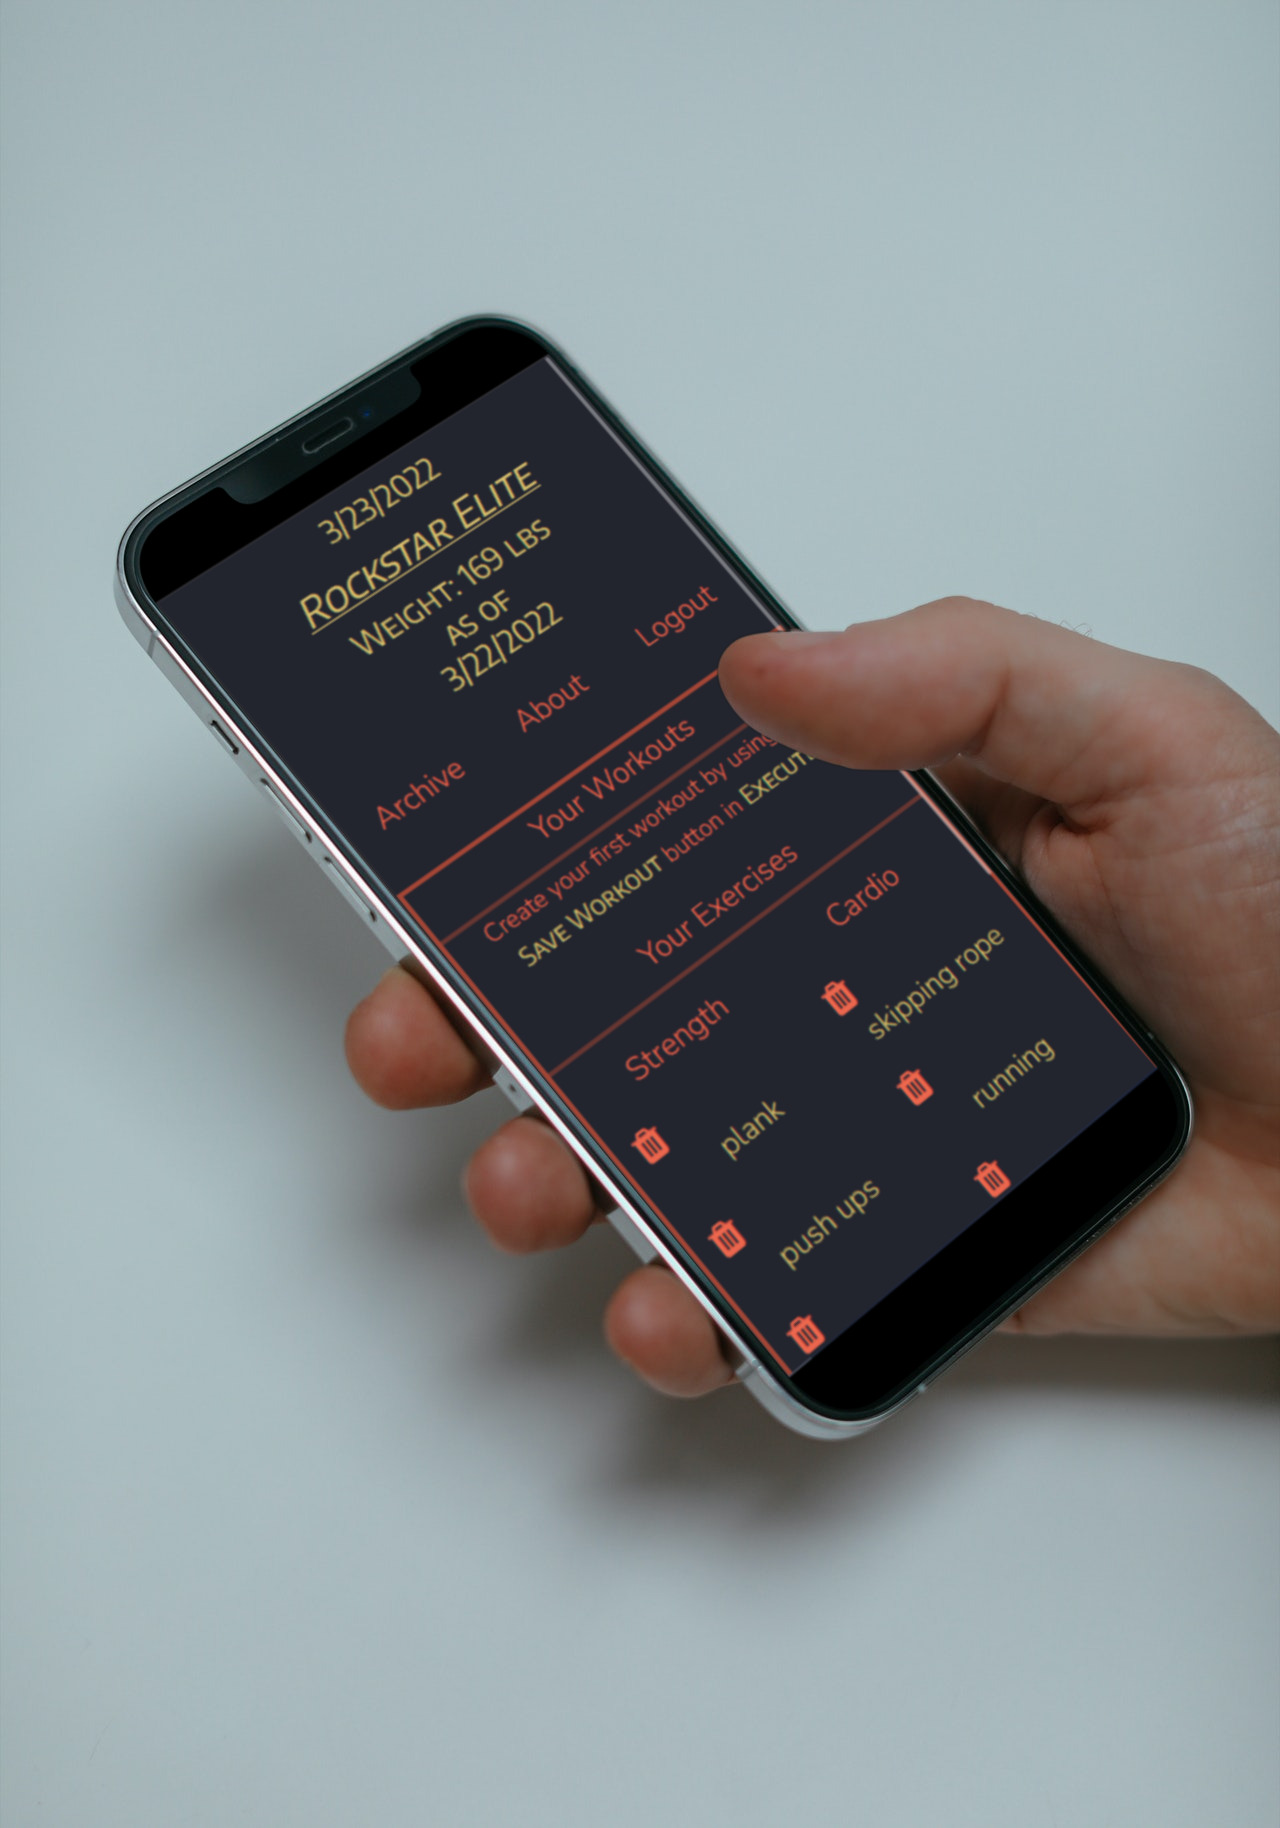 3/23/2022
ROCKSTAR ELITE
WEIGHT: 169 LBS
AS OF
3/22/2022
Archive About Logout
Your Workouts
Create your first workout by using
SAVE WORKOUT button in
Your Exercises
Strength Cardio
plank skipping rope
push ups running